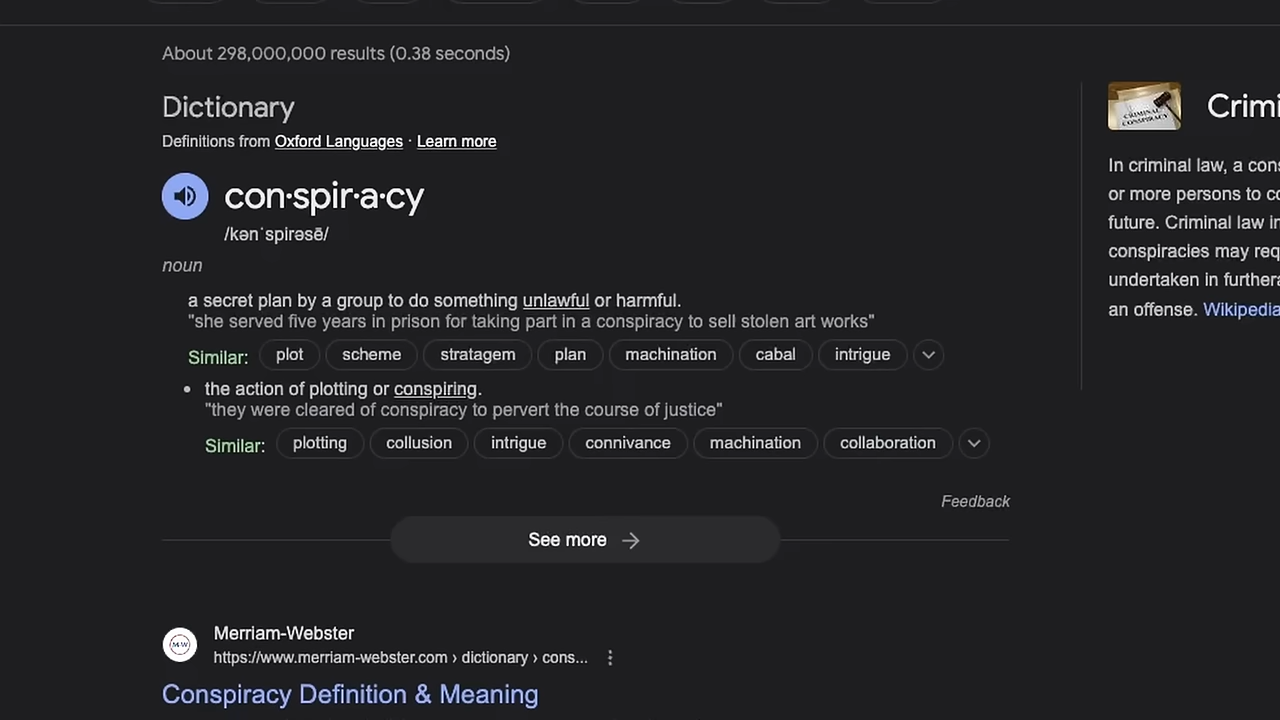 About 298,000,000 results (0.38 seconds)
Dictionary
Definitions from Oxford Languages · Learn more
con·spir·a·cy
/kənˈspirəsē/
noun
a secret plan by a group to do something unlawful or harmful.
"she served five years in prison for taking part in a conspiracy to sell stolen art works"
Similar: plot scheme stratagem plan machination cabal intrigue
• the action of plotting or conspiring.
"they were cleared of conspiracy to pervert the course of justice"
Similar: plotting collusion intrigue connivance machination collaboration
Feedback
See more →
Merriam-Webster
https://www.merriam-webster.com › dictionary › cons...
Conspiracy Definition & Meaning
CRIMINAL
CONSPIRACY
Crimi
In criminal law, a cons
or more persons to co
future. Criminal law in
conspiracies may req
undertaken in furthera
an offense. Wikipedia